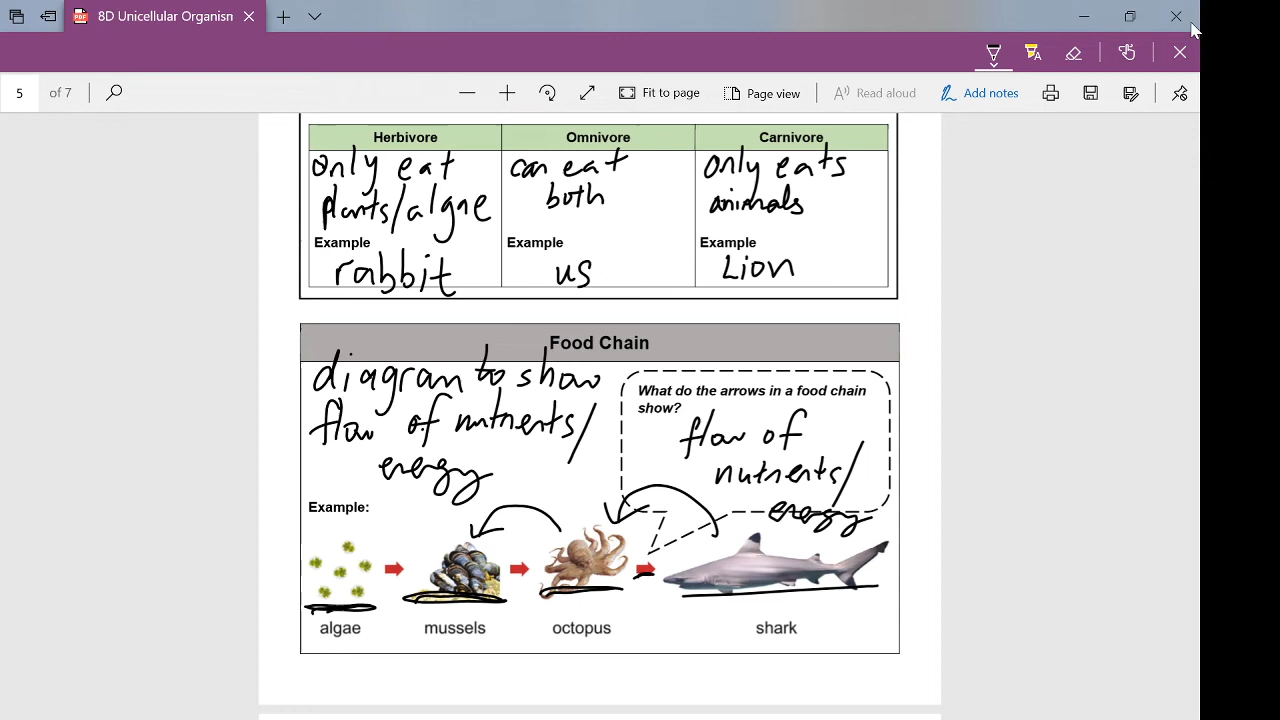 8D Unicellular Organism
5 of 7
Fit to page
Page view
Read aloud
Add notes
Herbivore Omnivore Carnivore
only eat can eat only eats
plants/algae both animals
Example Example Example
rabbit us Lion
Food Chain
diagram to show
flow of nutrients/
energy
What do the arrows in a food chain
show?
flow of
nutrients/
energy
Example:
algae mussels octopus shark